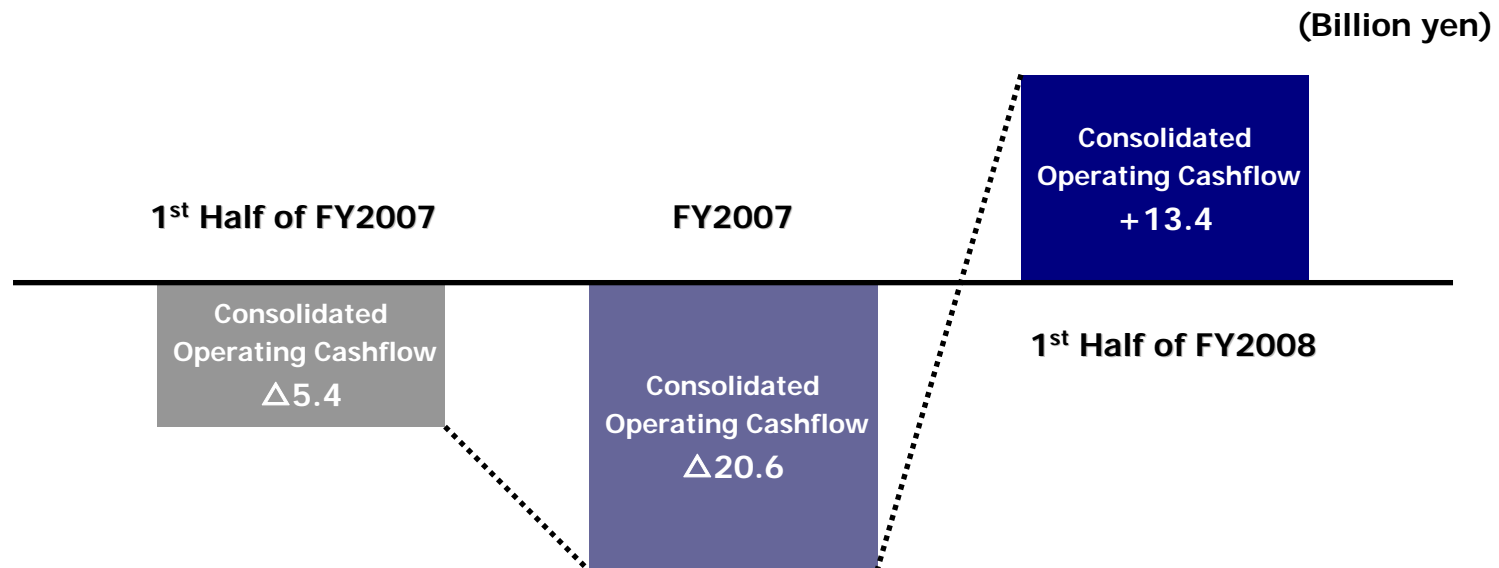 (Billion yen)
Consolidated
Operating Cashflow
+13.4
1st Half of FY2007
FY2007
Consolidated
Operating Cashflow
△5.4
1st Half of FY2008
Consolidated
Operating Cashflow
△20.6